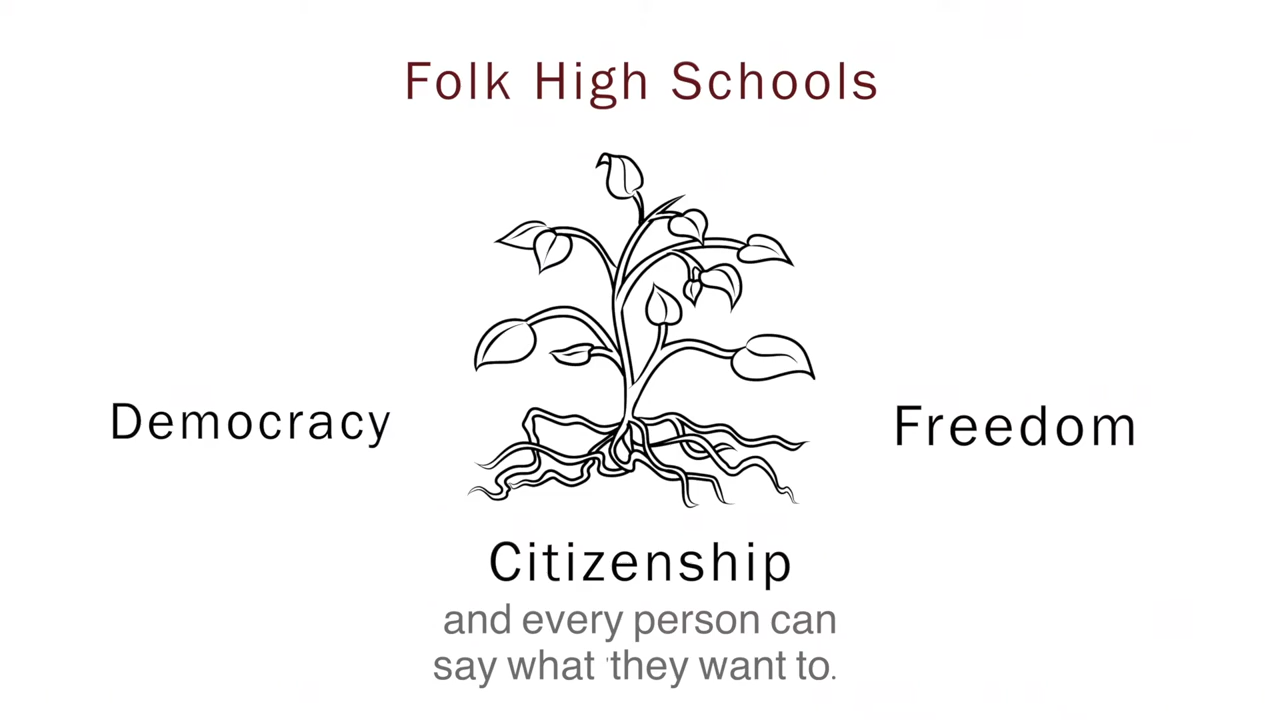 Folk High Schools
Democracy
Freedom
Citizenship
and every person can
say what they want to.